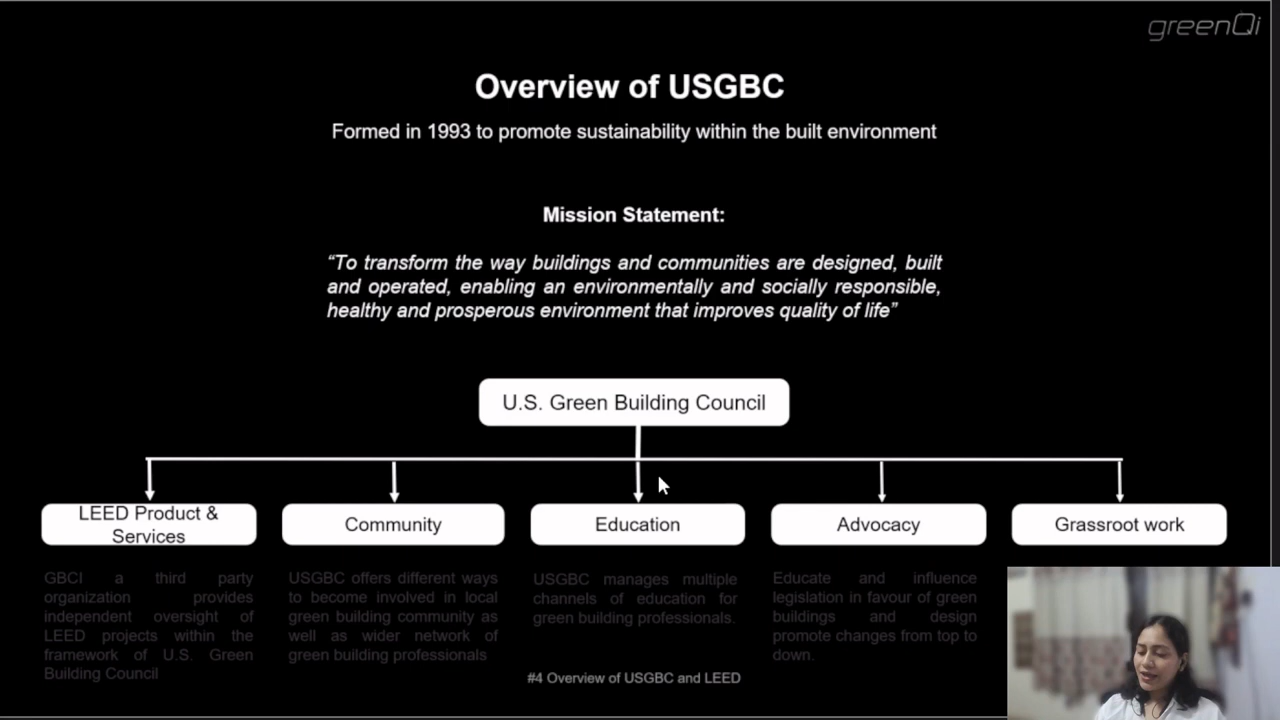 greenQi
Overview of USGBC
Formed in 1993 to promote sustainability within the built environment
Mission Statement:
“To transform the way buildings and communities are designed, built
and operated, enabling an environmentally and socially responsible,
healthy and prosperous environment that improves quality of life”
U.S. Green Building Council
LEED Product &
Services
Community
Education
Advocacy
Grassroot work
GBCI a third party
organization provides
independent oversight of
LEED projects within the
framework of U.S. Green
Building Council
USGBC offers different ways
to become involved in local
green building community as
well as wider network of
green building professionals
USGBC manages multiple
channels of education for
green building professionals.
Educate and influence
legislation in favour of green
buildings and design
promote changes from top to
down.
#4 Overview of USGBC and LEED